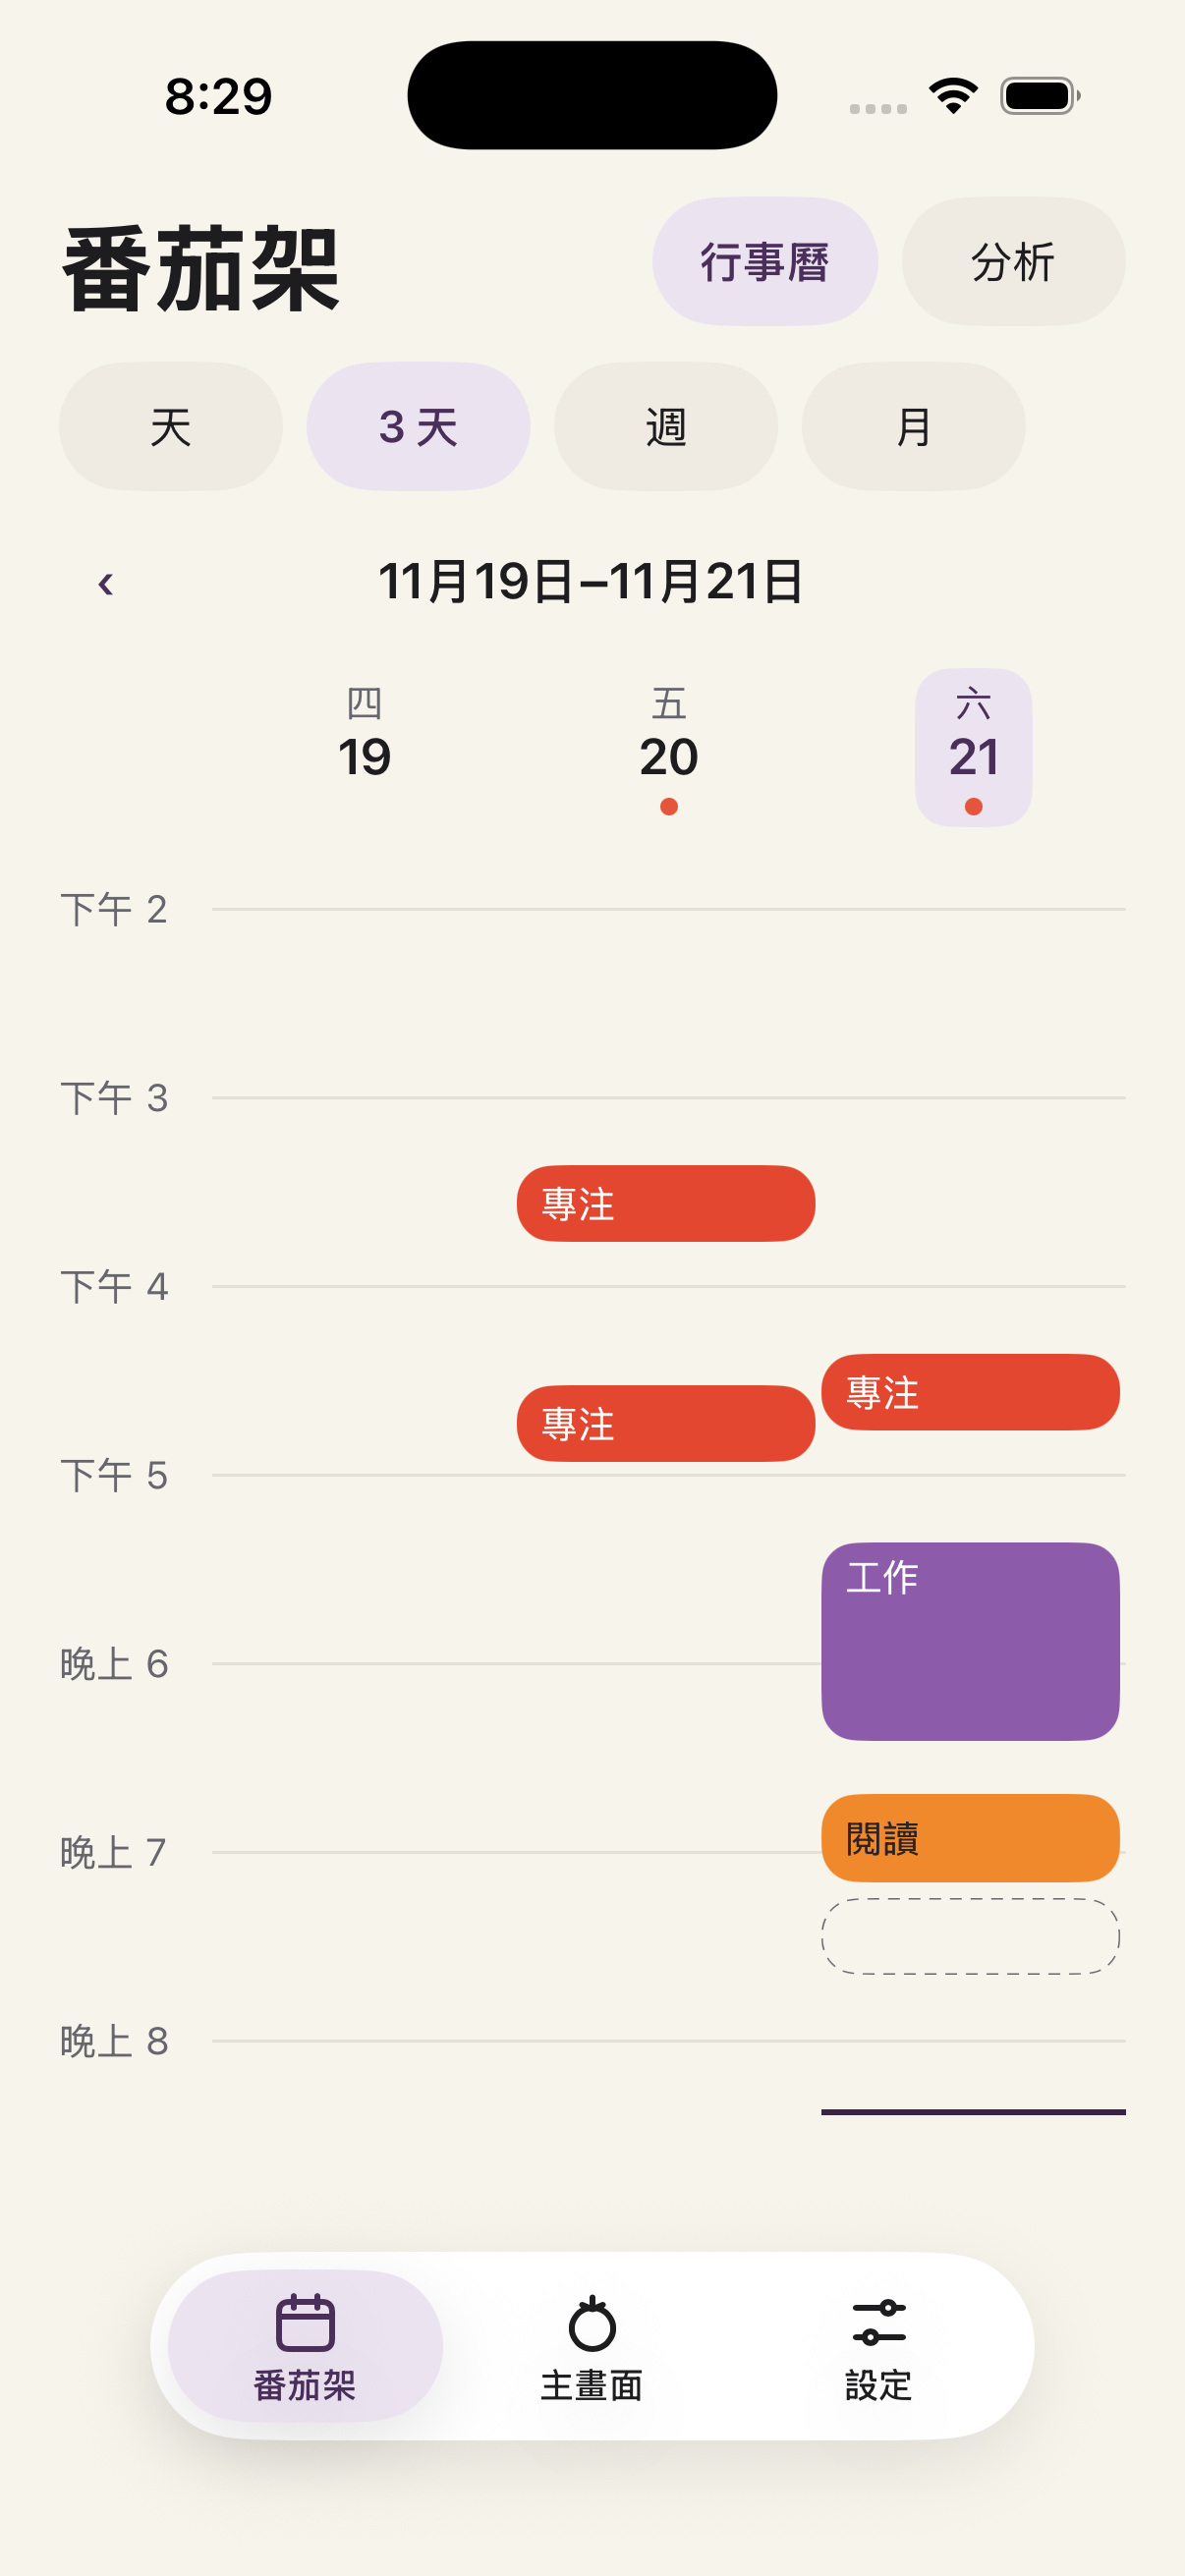 8:29
番茄架
行事曆
分析
天
3 天
週
月
‹
11月19日–11月21日
四
19
五
20
六
21
下午 2
下午 3
專注
下午 4
專注
專注
下午 5
工作
晚上 6
閱讀
晚上 7
晚上 8
番茄架
主畫面
設定